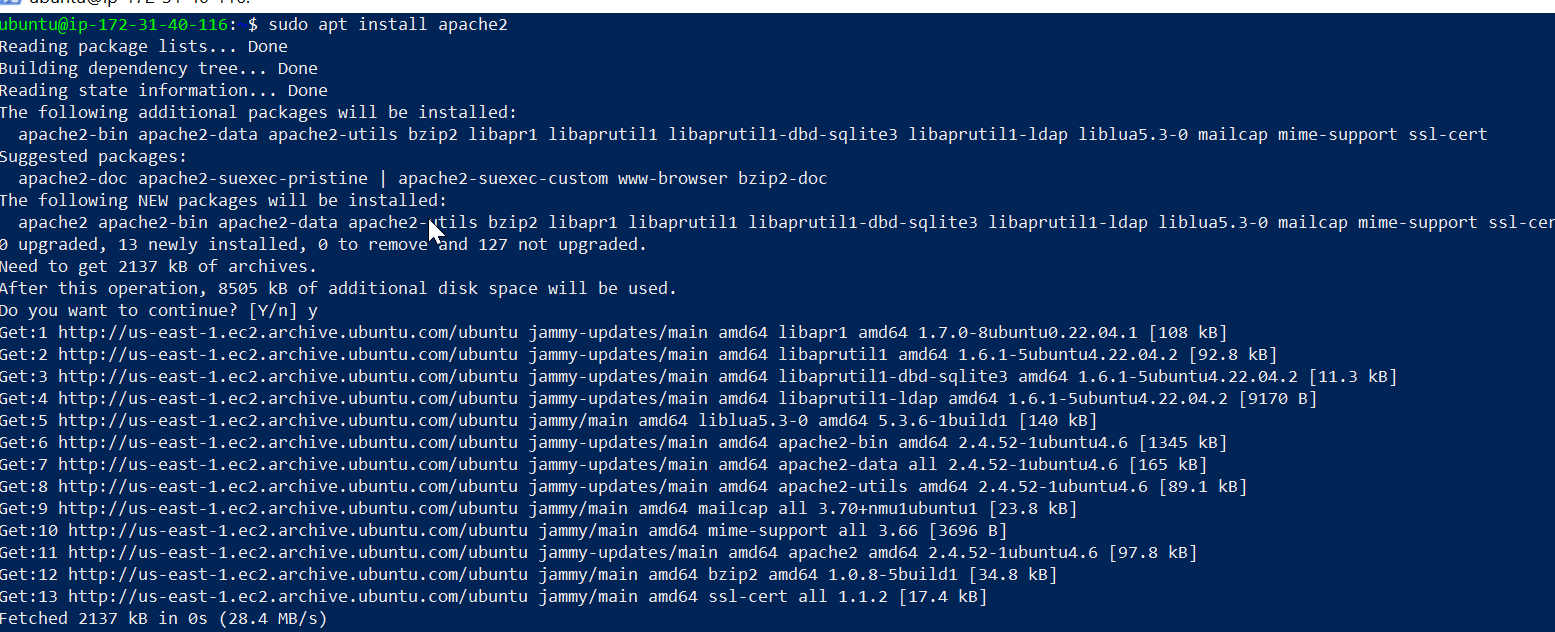 ubuntu@ip-172-31-40-116:~$ sudo apt install apache2
Reading package lists... Done
Building dependency tree... Done
Reading state information... Done
The following additional packages will be installed:
  apache2-bin apache2-data apache2-utils bzip2 libapr1 libaprutil1 libaprutil1-dbd-sqlite3 libaprutil1-ldap liblua5.3-0 mailcap mime-support ssl-cert
Suggested packages:
  apache2-doc apache2-suexec-pristine | apache2-suexec-custom www-browser bzip2-doc
The following NEW packages will be installed:
  apache2 apache2-bin apache2-data apache2-utils bzip2 libapr1 libaprutil1 libaprutil1-dbd-sqlite3 libaprutil1-ldap liblua5.3-0 mailcap mime-support ssl-cer
0 upgraded, 13 newly installed, 0 to remove and 127 not upgraded.
Need to get 2137 kB of archives.
After this operation, 8505 kB of additional disk space will be used.
Do you want to continue? [Y/n] y
Get:1 http://us-east-1.ec2.archive.ubuntu.com/ubuntu jammy-updates/main amd64 libapr1 amd64 1.7.0-8ubuntu0.22.04.1 [108 kB]
Get:2 http://us-east-1.ec2.archive.ubuntu.com/ubuntu jammy-updates/main amd64 libaprutil1 amd64 1.6.1-5ubuntu4.22.04.2 [92.8 kB]
Get:3 http://us-east-1.ec2.archive.ubuntu.com/ubuntu jammy-updates/main amd64 libaprutil1-dbd-sqlite3 amd64 1.6.1-5ubuntu4.22.04.2 [11.3 kB]
Get:4 http://us-east-1.ec2.archive.ubuntu.com/ubuntu jammy-updates/main amd64 libaprutil1-ldap amd64 1.6.1-5ubuntu4.22.04.2 [9170 B]
Get:5 http://us-east-1.ec2.archive.ubuntu.com/ubuntu jammy/main amd64 liblua5.3-0 amd64 5.3.6-1build1 [140 kB]
Get:6 http://us-east-1.ec2.archive.ubuntu.com/ubuntu jammy-updates/main amd64 apache2-bin amd64 2.4.52-1ubuntu4.6 [1345 kB]
Get:7 http://us-east-1.ec2.archive.ubuntu.com/ubuntu jammy-updates/main amd64 apache2-data all 2.4.52-1ubuntu4.6 [165 kB]
Get:8 http://us-east-1.ec2.archive.ubuntu.com/ubuntu jammy-updates/main amd64 apache2-utils amd64 2.4.52-1ubuntu4.6 [89.1 kB]
Get:9 http://us-east-1.ec2.archive.ubuntu.com/ubuntu jammy/main amd64 mailcap all 3.70+nmu1ubuntu1 [23.8 kB]
Get:10 http://us-east-1.ec2.archive.ubuntu.com/ubuntu jammy/main amd64 mime-support all 3.66 [3696 B]
Get:11 http://us-east-1.ec2.archive.ubuntu.com/ubuntu jammy-updates/main amd64 apache2 amd64 2.4.52-1ubuntu4.6 [97.8 kB]
Get:12 http://us-east-1.ec2.archive.ubuntu.com/ubuntu jammy/main amd64 bzip2 amd64 1.0.8-5build1 [34.8 kB]
Get:13 http://us-east-1.ec2.archive.ubuntu.com/ubuntu jammy/main amd64 ssl-cert all 1.1.2 [17.4 kB]
Fetched 2137 kB in 0s (28.4 MB/s)